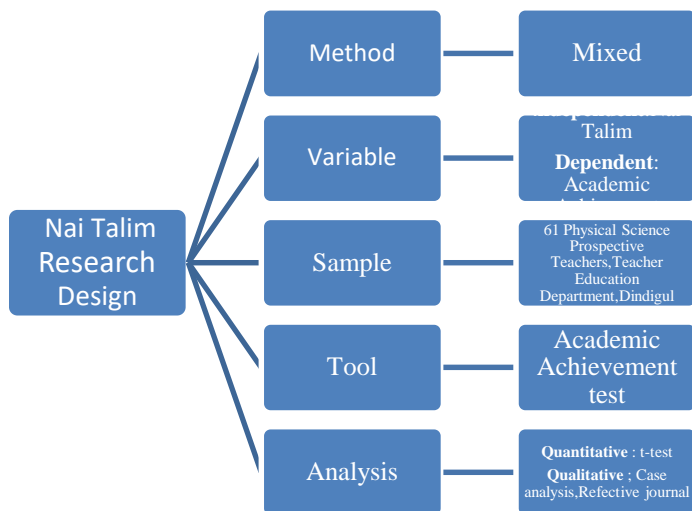 Nai Talim
Research
Design
Method
Mixed
Variable
Talim
Dependent:
Academic
Sample
61 Physical Science
Prospective
Teachers,Teacher
Education
Department,Dindigul
Tool
Academic
Achievement
test
Analysis
Quantitative : t-test
Qualitative ; Case
analysis,Refective journal